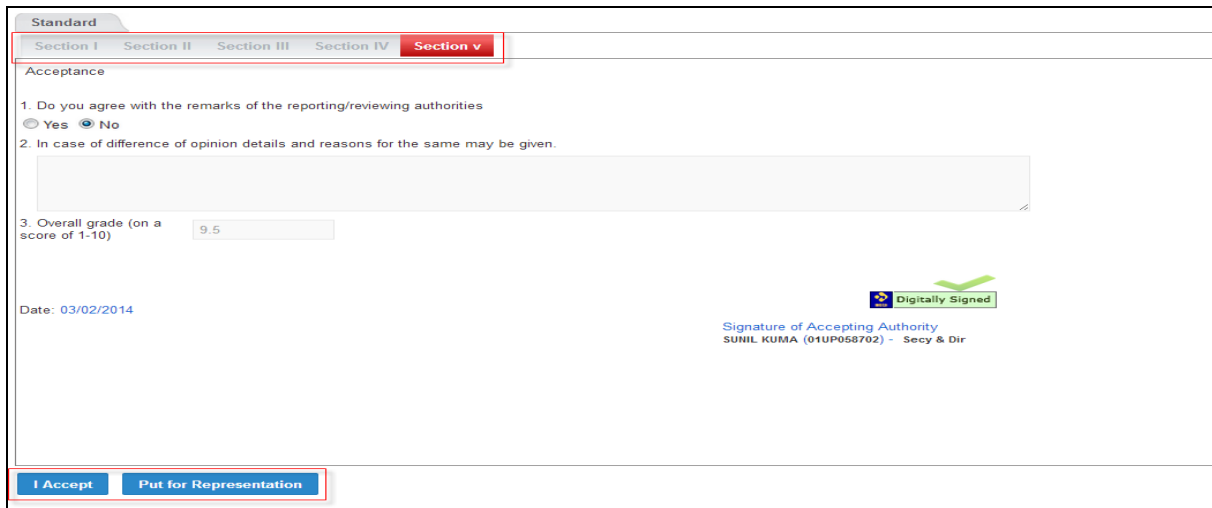 Standard
Section I Section II Section III Section IV Section v
Acceptance
1. Do you agree with the remarks of the reporting/reviewing authorities
Yes No
2. In case of difference of opinion details and reasons for the same may be given.
3. Overall grade (on a
score of 1-10)
9.5
Digitally Signed
Date: 03/02/2014
Signature of Accepting Authority
SUNIL KUMA (01UP058702) - Secy & Dir
I Accept Put for Representation